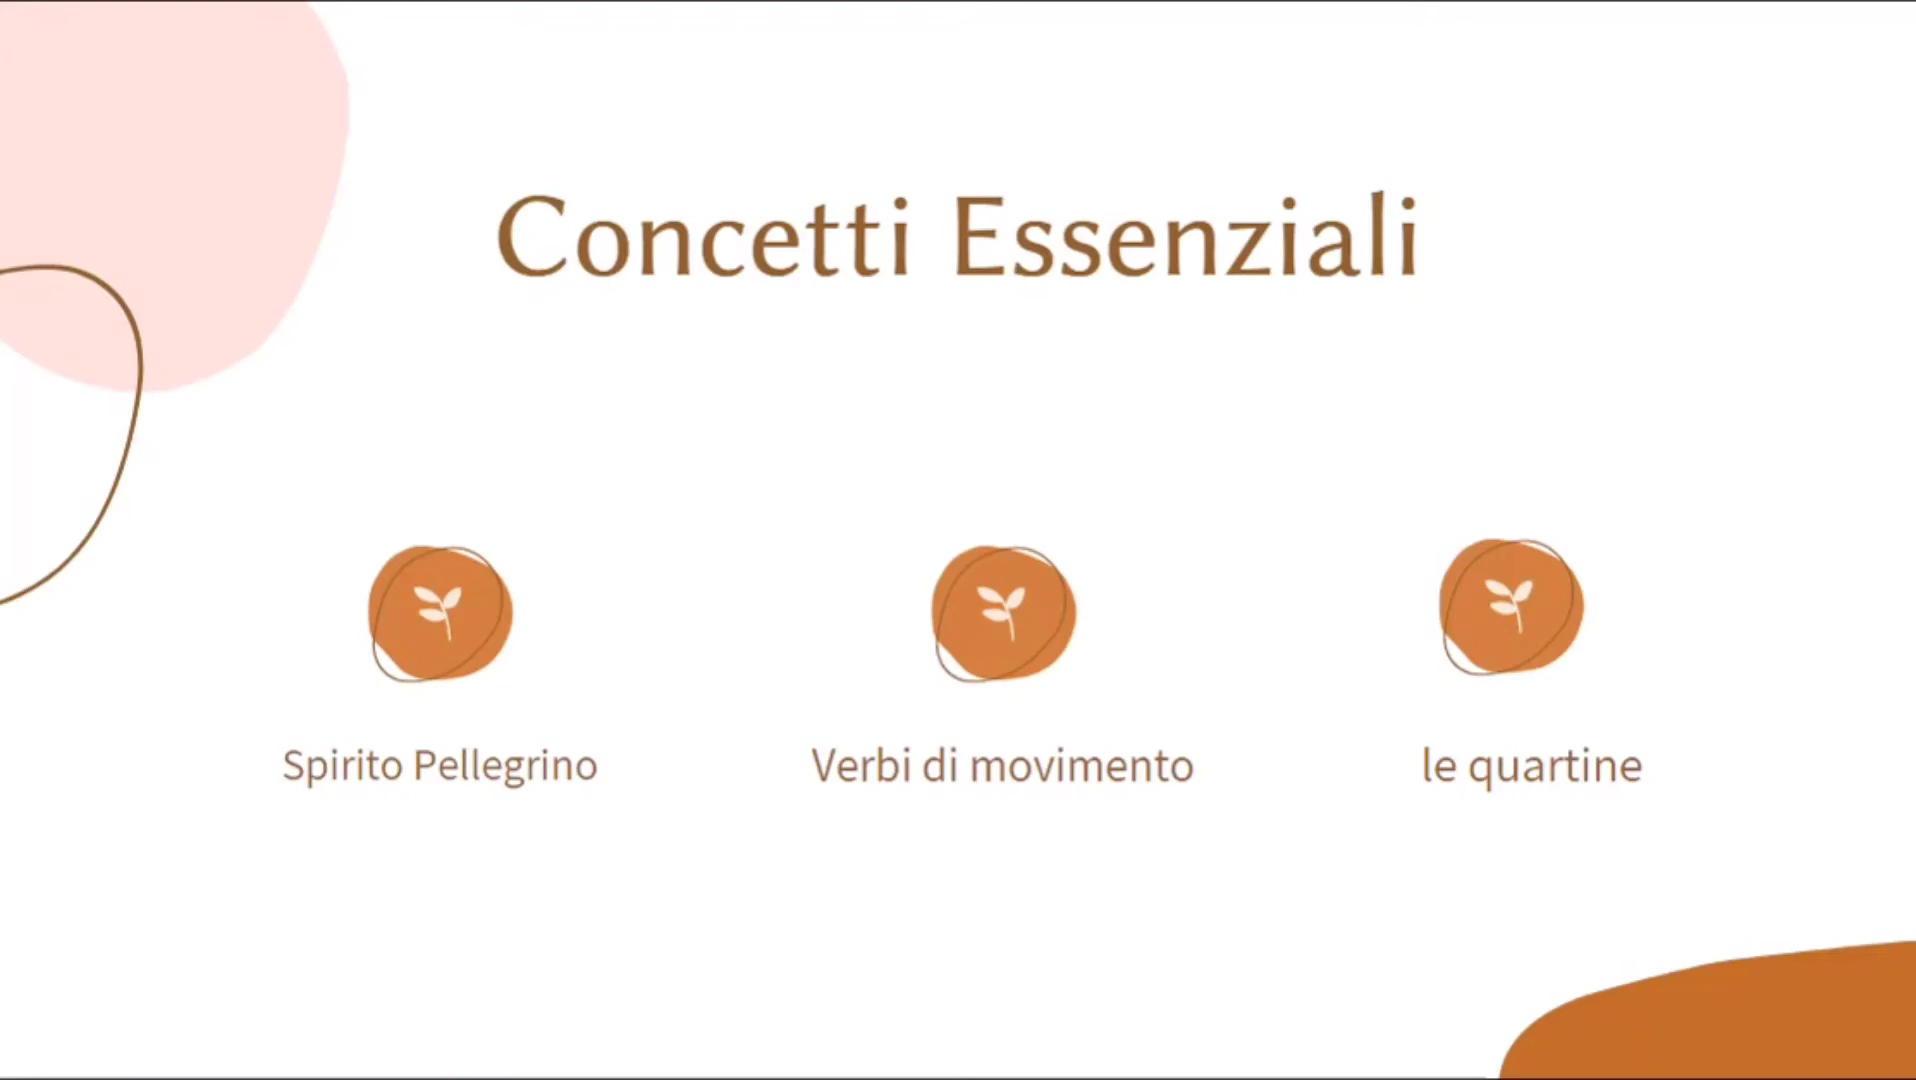 Concetti Essenziali
Spirito Pellegrino
Verbi di movimento
le quartine